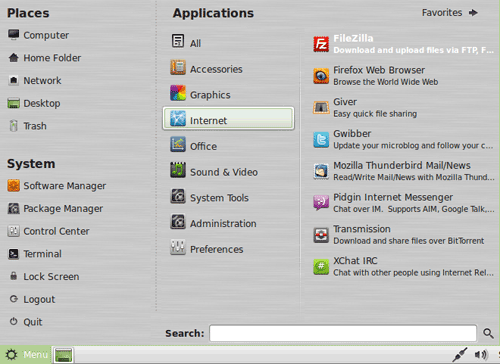 Places
Computer
Home Folder
Network
Desktop
Trash
System
Software Manager
Package Manager
Control Center
Terminal
Lock Screen
Logout
Quit
Applications
All
Accessories
Graphics
Internet
Office
Sound & Video
System Tools
Administration
Preferences
Favorites
FileZilla
Download and upload files via FTP, F...
Firefox Web Browser
Browse the World Wide Web
Giver
Easy quick file sharing
Gwibber
Update your microblog and follow your c...
Mozilla Thunderbird Mail/News
Read/Write Mail/News with Mozilla Thund...
Pidgin Internet Messenger
Chat over IM. Supports AIM, Google Talk,...
Transmission
Download and share files over BitTorrent
XChat IRC
Chat with other people using Internet Rel...
Search:
Menu